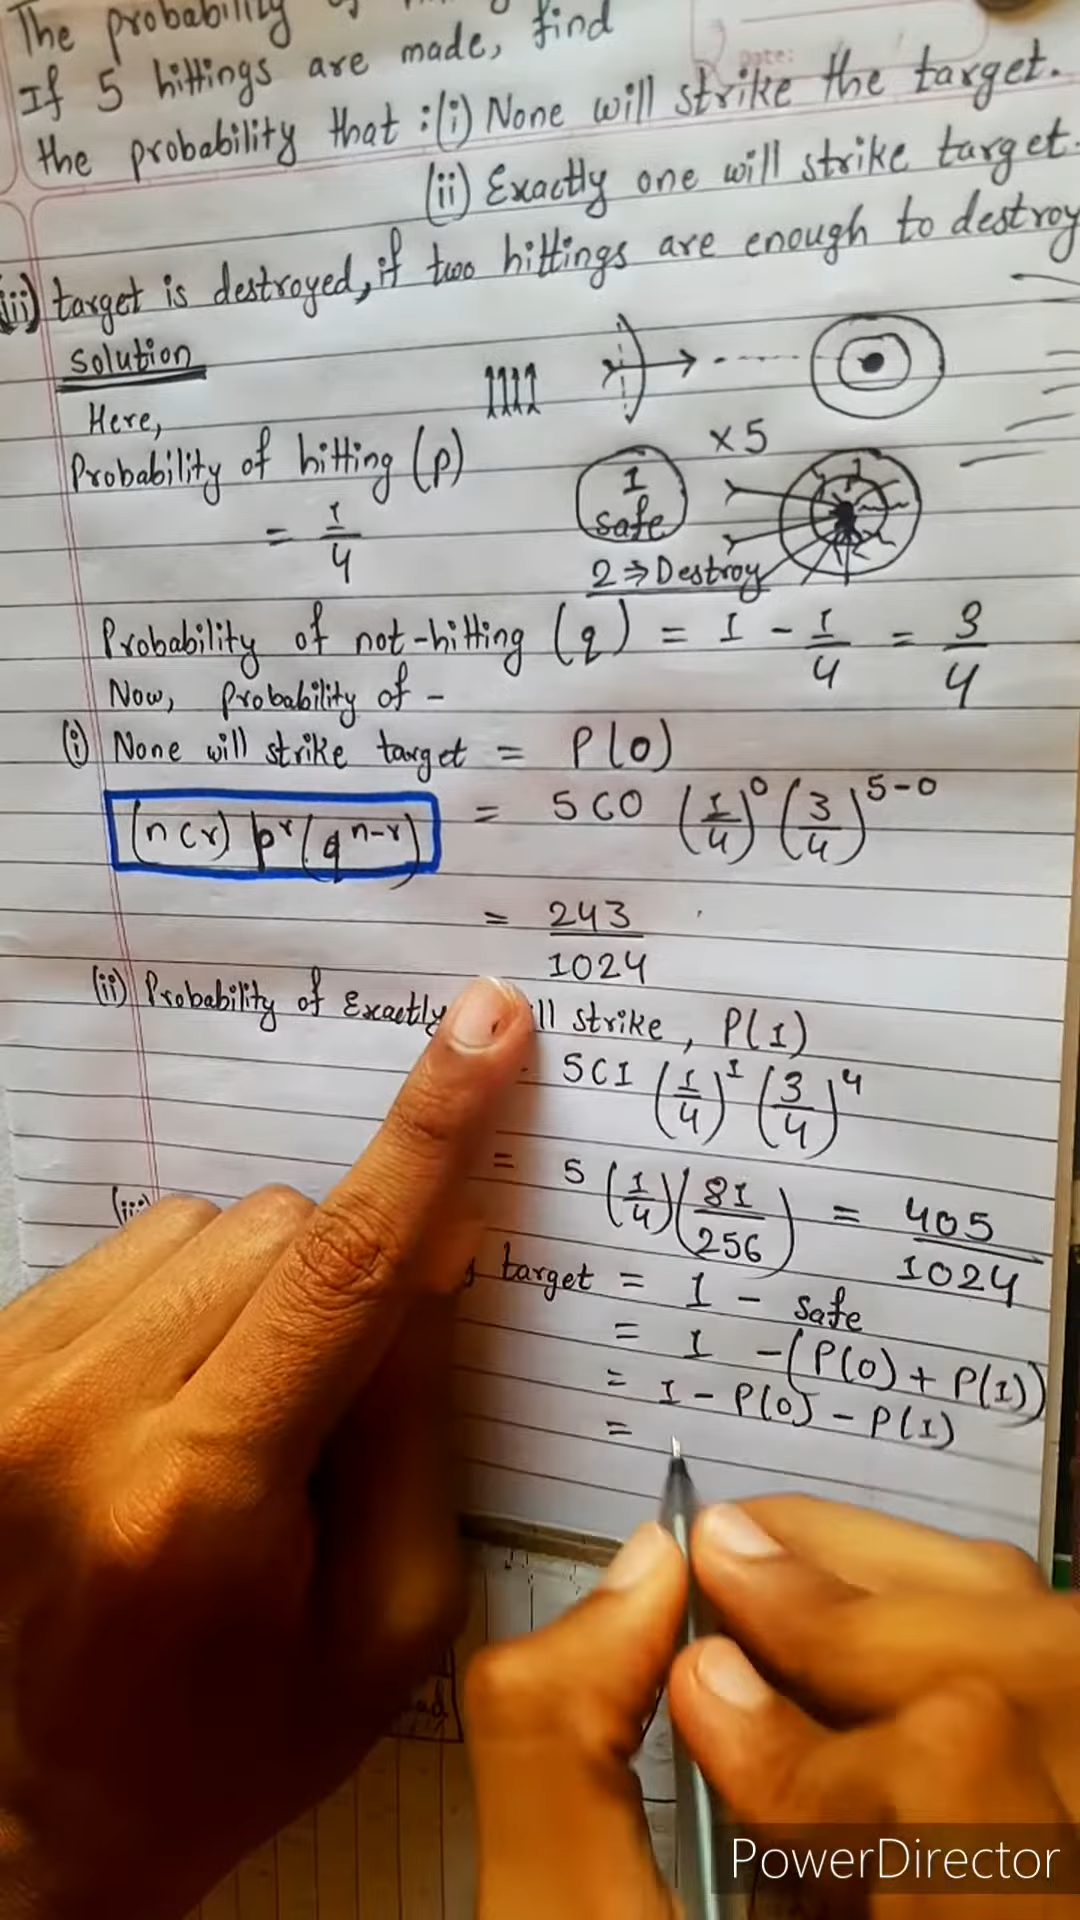 The probability
If 5 hittings are made, find
the probability that :(i) None will strike the target.
(ii) Exactly one will strike target.
(iii) target is destroyed, if two hittings are enough to destroy
Solution
Here,
Probability of hitting (p)
= 1/4
× 5
1 safe
2 ⇒ Destroy
Probability of not-hitting (q) = 1 - 1/4 = 3/4
Now, probability of -
(i) None will strike target = P(0)
(nCr) p^r (q^n-r) = 5C0 (1/4)^0 (3/4)^5-0
= 243/1024
(ii) Probability of Exactly will strike, P(1)
5C1 (1/4)^1 (3/4)^4
= 5 (1/4)(81/256) = 405/1024
(iii)
target = 1 - safe
= 1 - (P(0) + P(1))
= 1 - P(0) - P(1)
=
PowerDirector